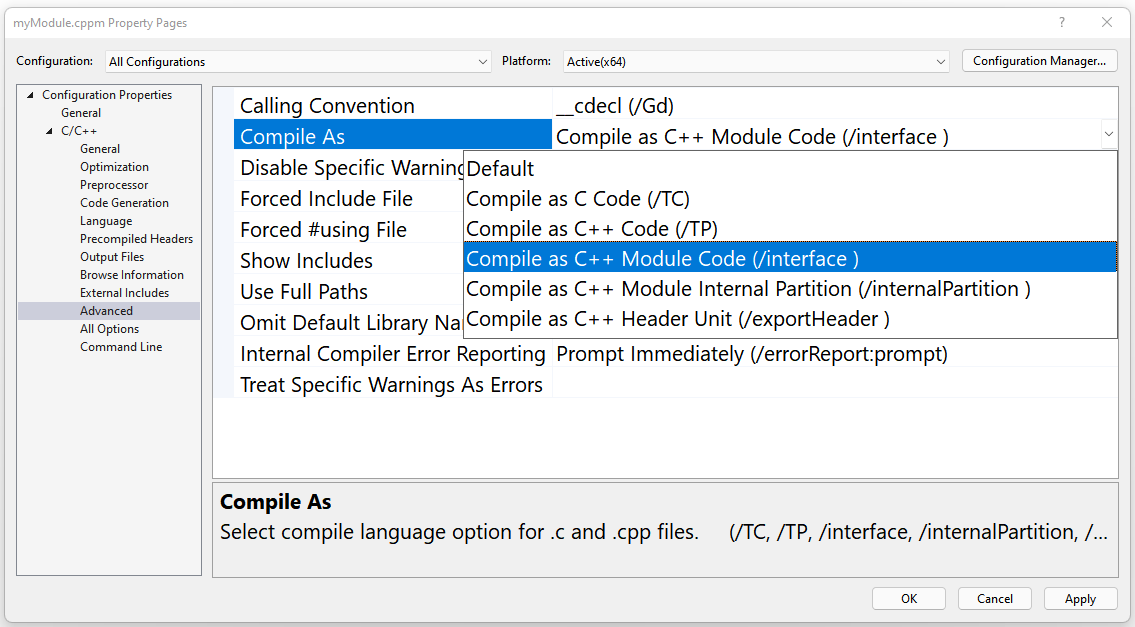 myModule.cppm Property Pages
?
Configuration: All Configurations Platform: Active(x64) Configuration Manager...
Configuration Properties
General
C/C++
General
Optimization
Preprocessor
Code Generation
Language
Precompiled Headers
Output Files
Browse Information
External Includes
Advanced
All Options
Command Line
Calling Convention __cdecl (/Gd)
Compile As Compile as C++ Module Code (/interface )
Disable Specific Warning
Forced Include File
Forced #using File
Show Includes
Use Full Paths
Omit Default Library Na
Default
Compile as C Code (/TC)
Compile as C++ Code (/TP)
Compile as C++ Module Code (/interface )
Compile as C++ Module Internal Partition (/internalPartition )
Compile as C++ Header Unit (/exportHeader )
Internal Compiler Error Reporting Prompt Immediately (/errorReport:prompt)
Treat Specific Warnings As Errors
Compile As
Select compile language option for .c and .cpp files. (/TC, /TP, /interface, /internalPartition, /...
OK Cancel Apply